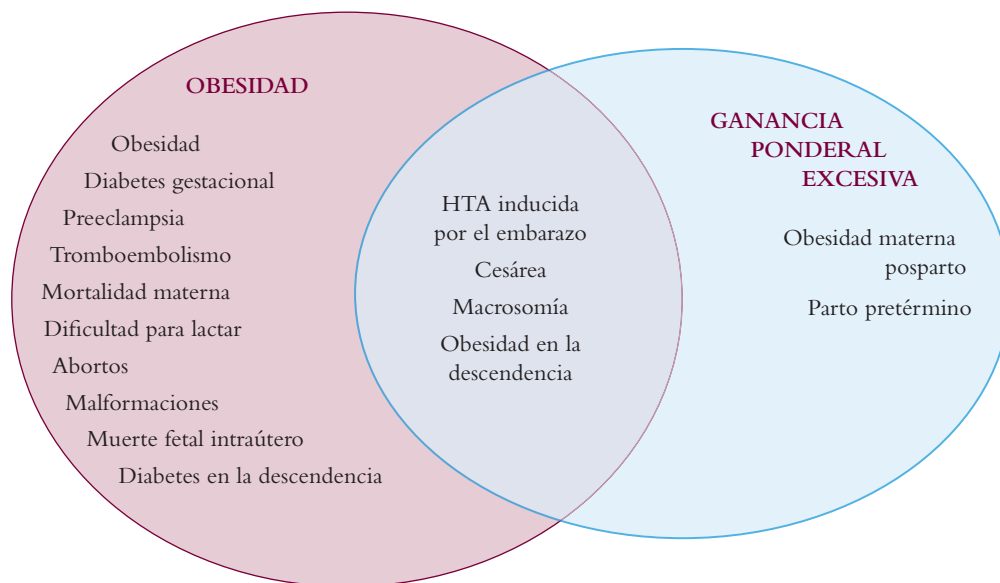 OBESIDAD
Obesidad
Diabetes gestacional
Preeclampsia
Tromboembolismo
Mortalidad materna
Dificultad para lactar
Abortos
Malformaciones
Muerte fetal intraútero
Diabetes en la descendencia
HTA inducida
por el embarazo
Cesárea
Macrosomía
Obesidad en la
descendencia
GANANCIA
PONDERAL
EXCESIVA
Obesidad materna
posparto
Parto pretérmino